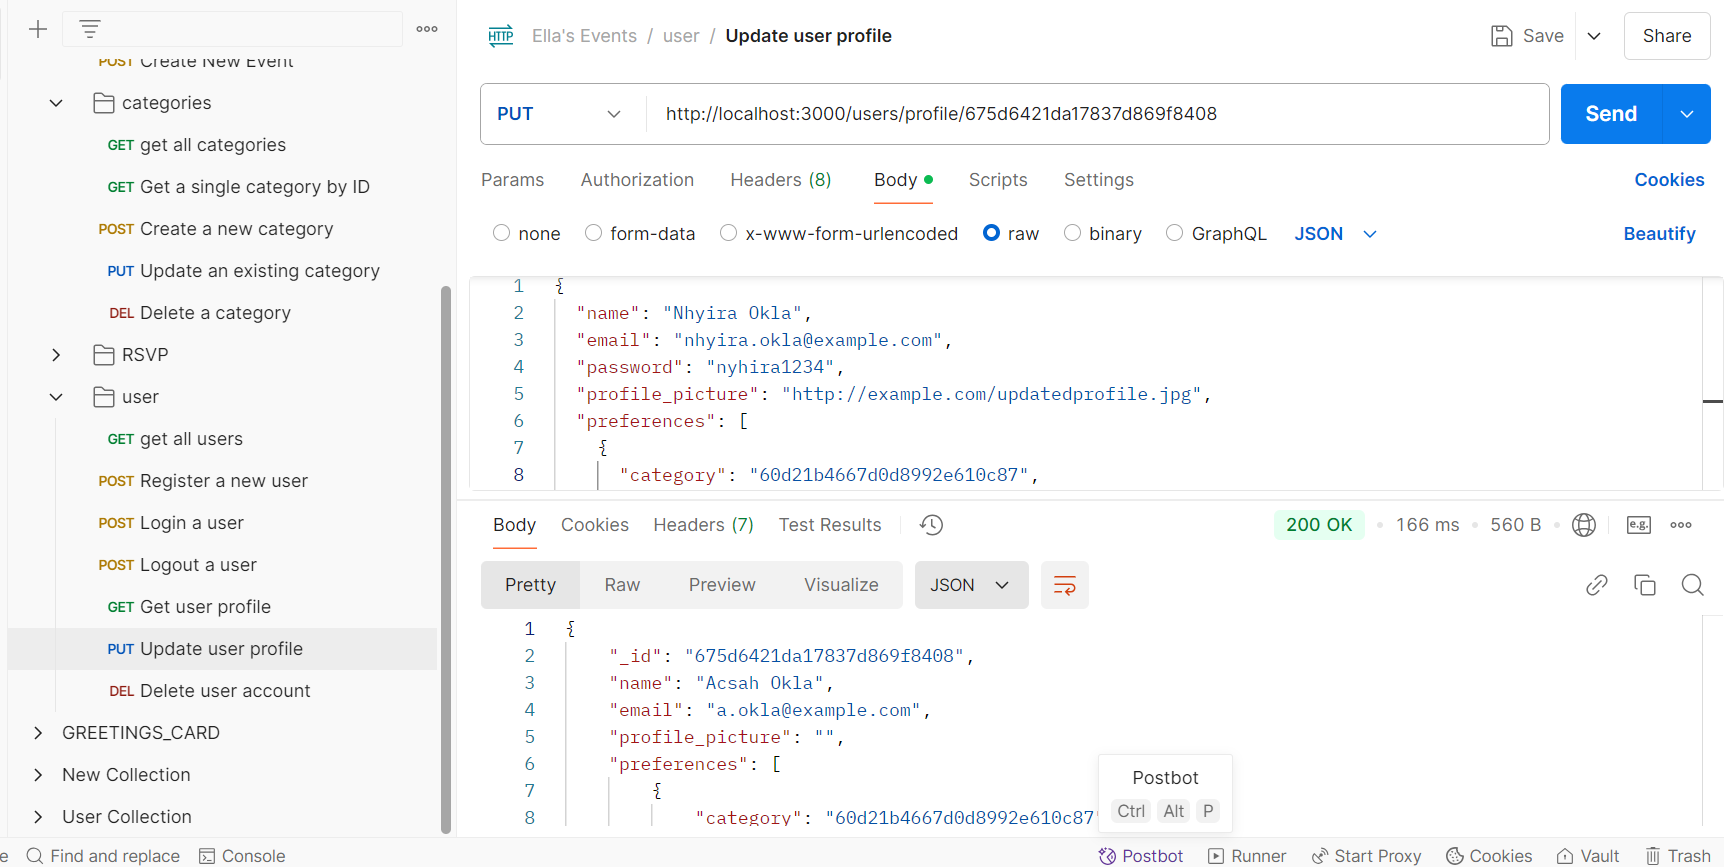 POST Create New Event
categories
GET get all categories
GET Get a single category by ID
POST Create a new category
PUT Update an existing category
DEL Delete a category
RSVP
user
GET get all users
POST Register a new user
POST Login a user
POST Logout a user
GET Get user profile
PUT Update user profile
DEL Delete user account
GREETINGS_CARD
New Collection
User Collection
HTTP Ella's Events / user / Update user profile
Save
Share
PUT http://localhost:3000/users/profile/675d6421da17837d869f8408
Send
Params Authorization Headers (8) Body Scripts Settings Cookies
none form-data x-www-form-urlencoded raw binary GraphQL JSON Beautify
1 {
2 "name": "Nhyira Okla",
3 "email": "nhyira.okla@example.com",
4 "password": "nyhira1234",
5 "profile_picture": "http://example.com/updatedprofile.jpg",
6 "preferences": [
7 {
8 "category": "60d21b4667d0d8992e610c87",
Body Cookies Headers (7) Test Results 200 OK 166 ms 560 B e.g.
Pretty Raw Preview Visualize JSON
1 {
2 "_id": "675d6421da17837d869f8408",
3 "name": "Acsah Okla",
4 "email": "a.okla@example.com",
5 "profile_picture": "",
6 "preferences": [
7 {
8 "category": "60d21b4667d0d8992e610c87"
Postbot
Ctrl Alt P
e Find and replace Console Postbot Runner Start Proxy Cookies Vault Trash